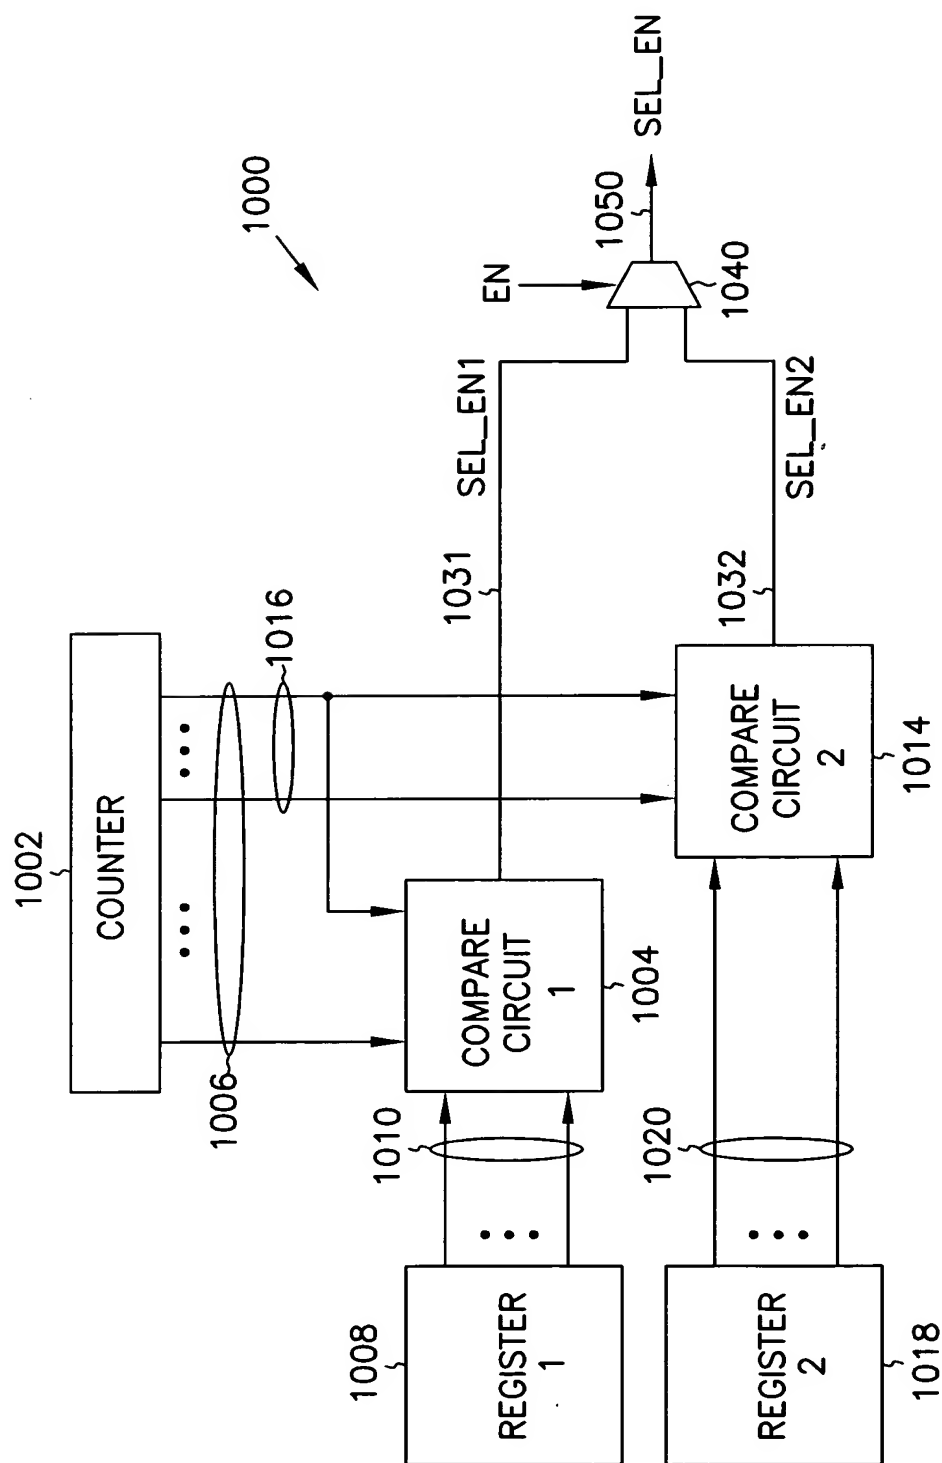 1000
1002
COUNTER
1006
1016
1010
COMPARE
CIRCUIT
1
1004
1031
SEL_EN1
EN
1050
SEL_EN
1040
1008
REGISTER
1
1020
COMPARE
CIRCUIT
2
1014
1032
SEL_EN2
REGISTER
2
1018